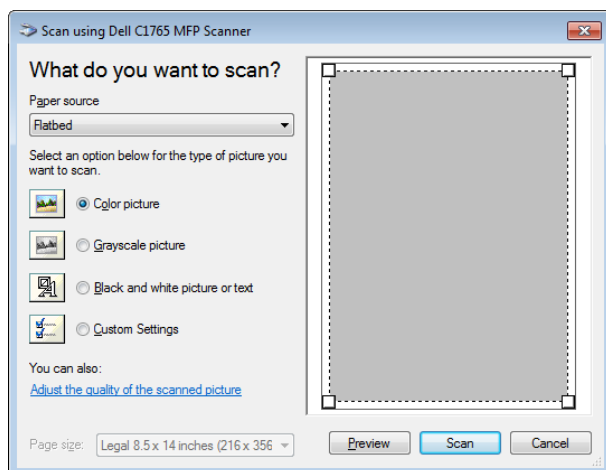 Scan using Dell C1765 MFP Scanner
What do you want to scan?
Paper source
Flatbed
Select an option below for the type of picture you
want to scan.
Color picture
Grayscale picture
Black and white picture or text
Custom Settings
You can also:
Adjust the quality of the scanned picture
Page size: Legal 8.5 x 14 inches (216 x 356
Preview Scan Cancel